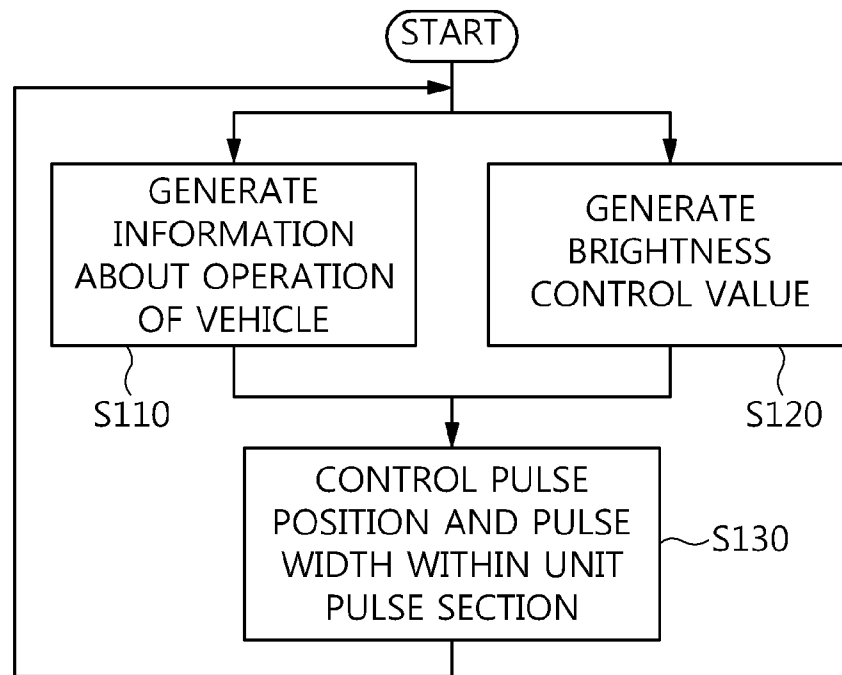 START
GENERATE
INFORMATION
ABOUT OPERATION
OF VEHICLE
S110
GENERATE
BRIGHTNESS
CONTROL VALUE
S120
CONTROL PULSE
POSITION AND PULSE
WIDTH WITHIN UNIT
PULSE SECTION
S130